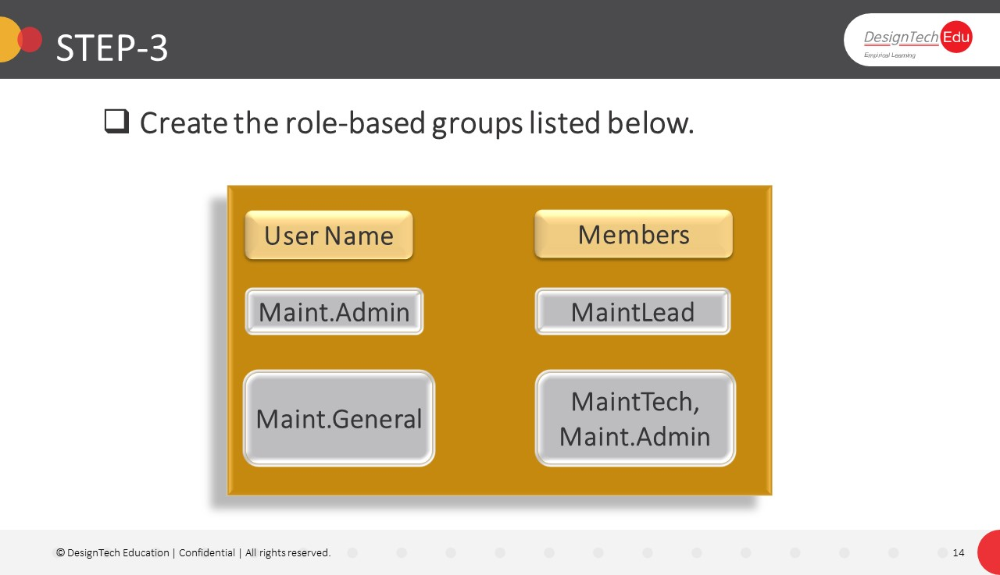 STEP-3
DesignTech Edu
Empirical Learning
❑ Create the role-based groups listed below.
User Name Members
Maint.Admin MaintLead
Maint.General
MaintTech,
Maint.Admin
© DesignTech Education | Confidential | All rights reserved. 14